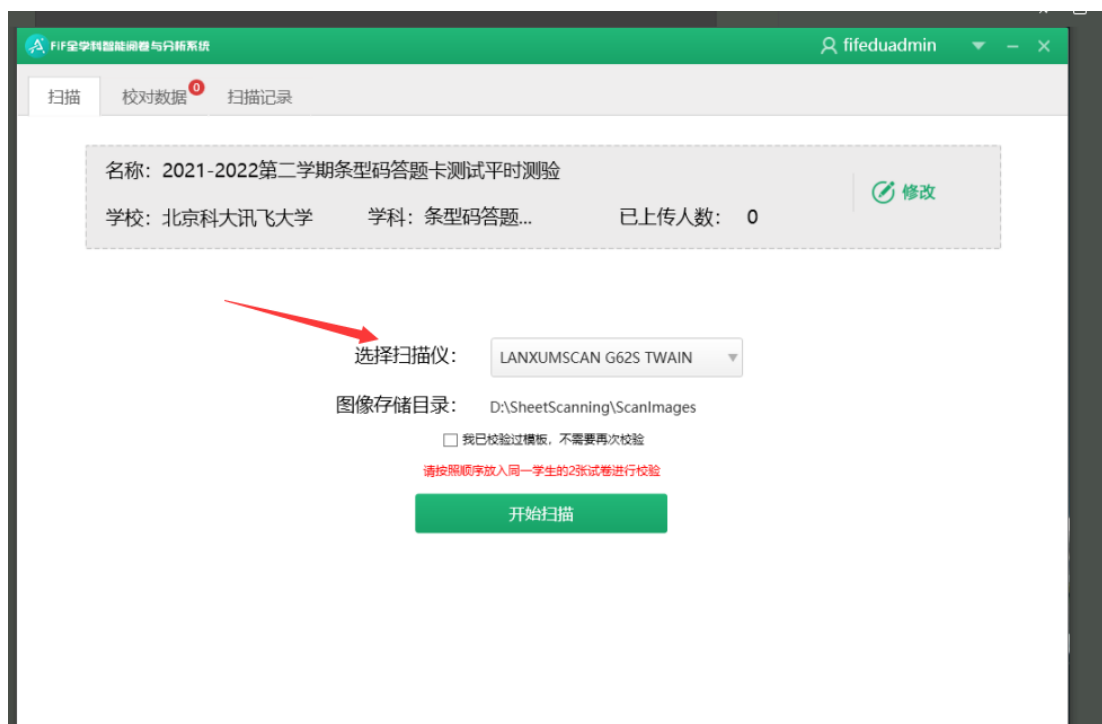 FiF全学科智能阅卷与分析系统 fifeduadmin
扫描 校对数据 0 扫描记录
名称：2021-2022第二学期条型码答题卡测试平时测验
修改
学校：北京科大讯飞大学 学科：条型码答题... 已上传人数： 0
选择扫描仪： LANXUMSCAN G62S TWAIN
图像存储目录： D:\SheetScanning\ScanImages
我已校验过模板，不需要再次校验
请按照顺序放入同一学生的2张试卷进行校验
开始扫描